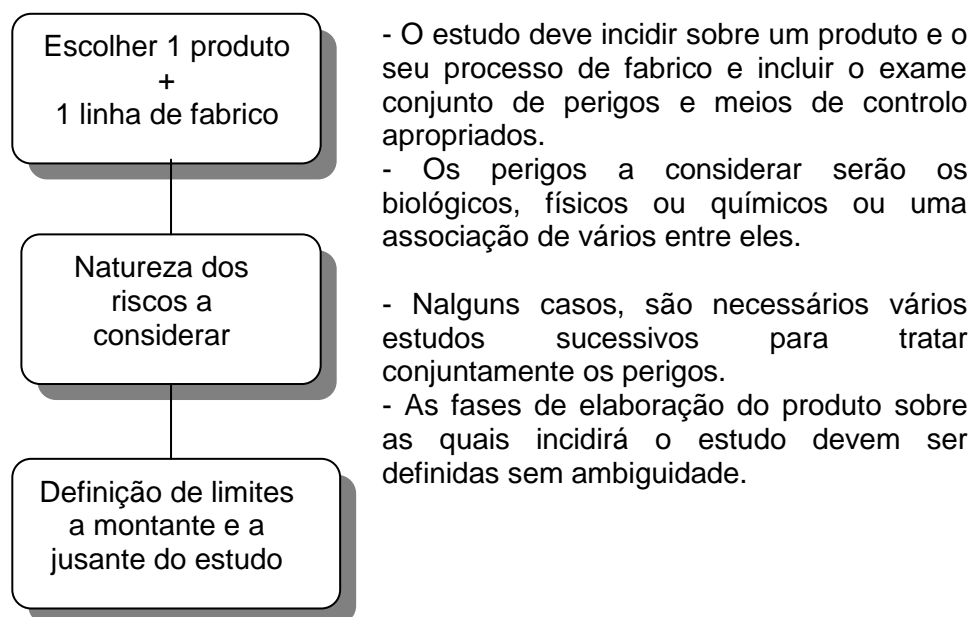 Escolher 1 produto
+
1 linha de fabrico
Natureza dos
riscos a
considerar
Definição de limites
a montante e a
jusante do estudo
- O estudo deve incidir sobre um produto e o
seu processo de fabrico e incluir o exame
conjunto de perigos e meios de controlo
apropriados.
- Os perigos a considerar serão os
biológicos, físicos ou químicos ou uma
associação de vários entre eles.
- Nalguns casos, são necessários vários
estudos sucessivos para tratar
conjuntamente os perigos.
- As fases de elaboração do produto sobre
as quais incidirá o estudo devem ser
definidas sem ambiguidade.